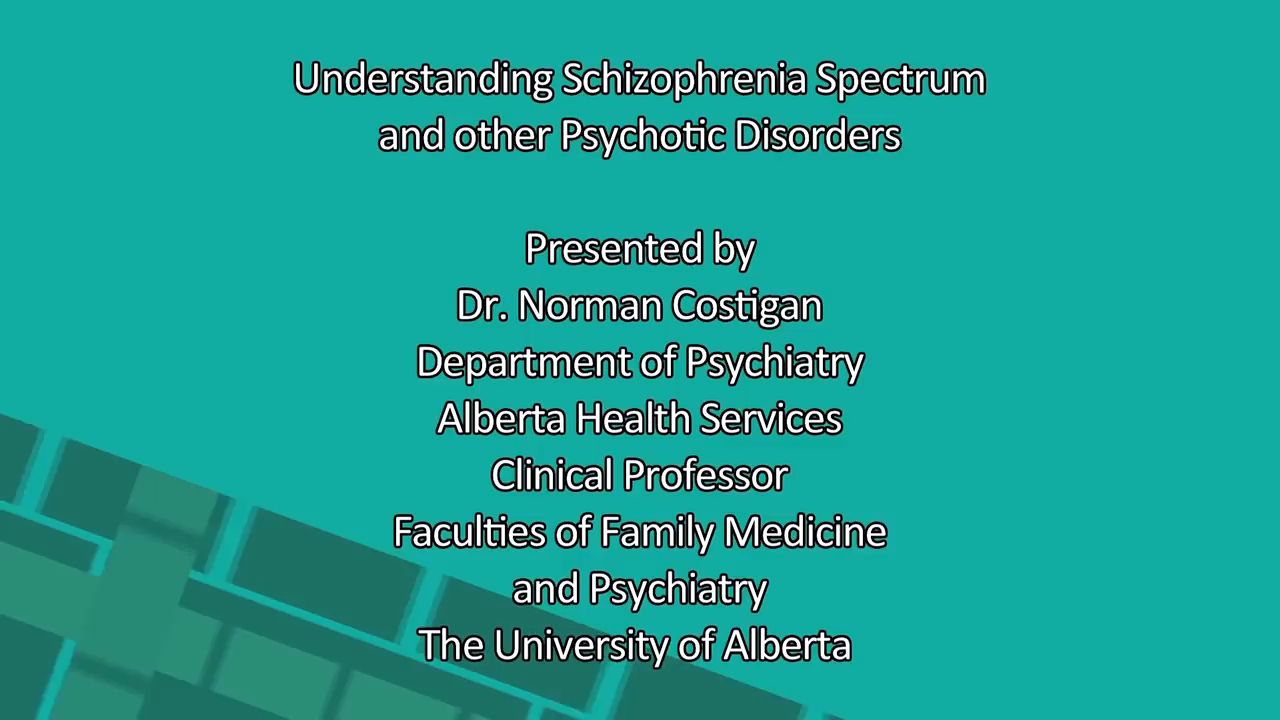 Understanding Schizophrenia Spectrum
and other Psychotic Disorders
Presented by
Dr. Norman Costigan
Department of Psychiatry
Alberta Health Services
Clinical Professor
Faculties of Family Medicine
and Psychiatry
The University of Alberta